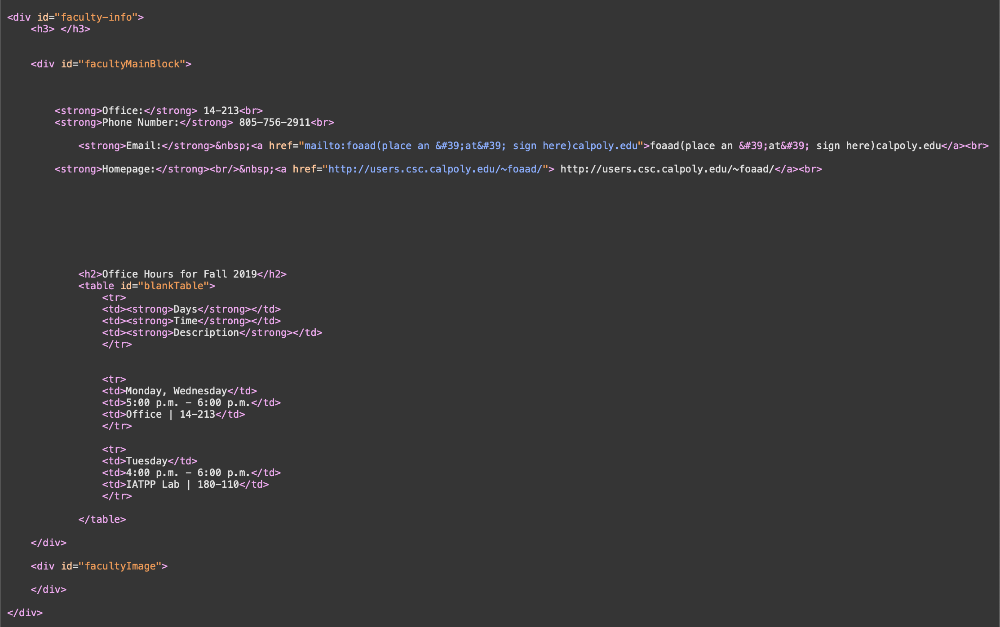 <div id="faculty-info">
<h3> </h3>
<div id="facultyMainBlock">
<strong>Office:</strong> 14-213<br>
<strong>Phone Number:</strong> 805-756-2911<br>
<strong>Email:</strong>&nbsp;<a href="mailto:foaad(place an &#39;at&#39; sign here)calpoly.edu">foaad(place an &#39;at&#39; sign here)calpoly.edu</a><br>
<strong>Homepage:</strong><br/>&nbsp;<a href="http://users.csc.calpoly.edu/~foaad/"> http://users.csc.calpoly.edu/~foaad/</a><br>
<h2>Office Hours for Fall 2019</h2>
<table id="blankTable">
<tr>
<td><strong>Days</strong></td>
<td><strong>Time</strong></td>
<td><strong>Description</strong></td>
</tr>
<tr>
<td>Monday, Wednesday</td>
<td>5:00 p.m. - 6:00 p.m.</td>
<td>Office | 14-213</td>
</tr>
<tr>
<td>Tuesday</td>
<td>4:00 p.m. - 6:00 p.m.</td>
<td>IATPP Lab | 180-110</td>
</tr>
</table>
</div>
<div id="facultyImage">
</div>
</div>